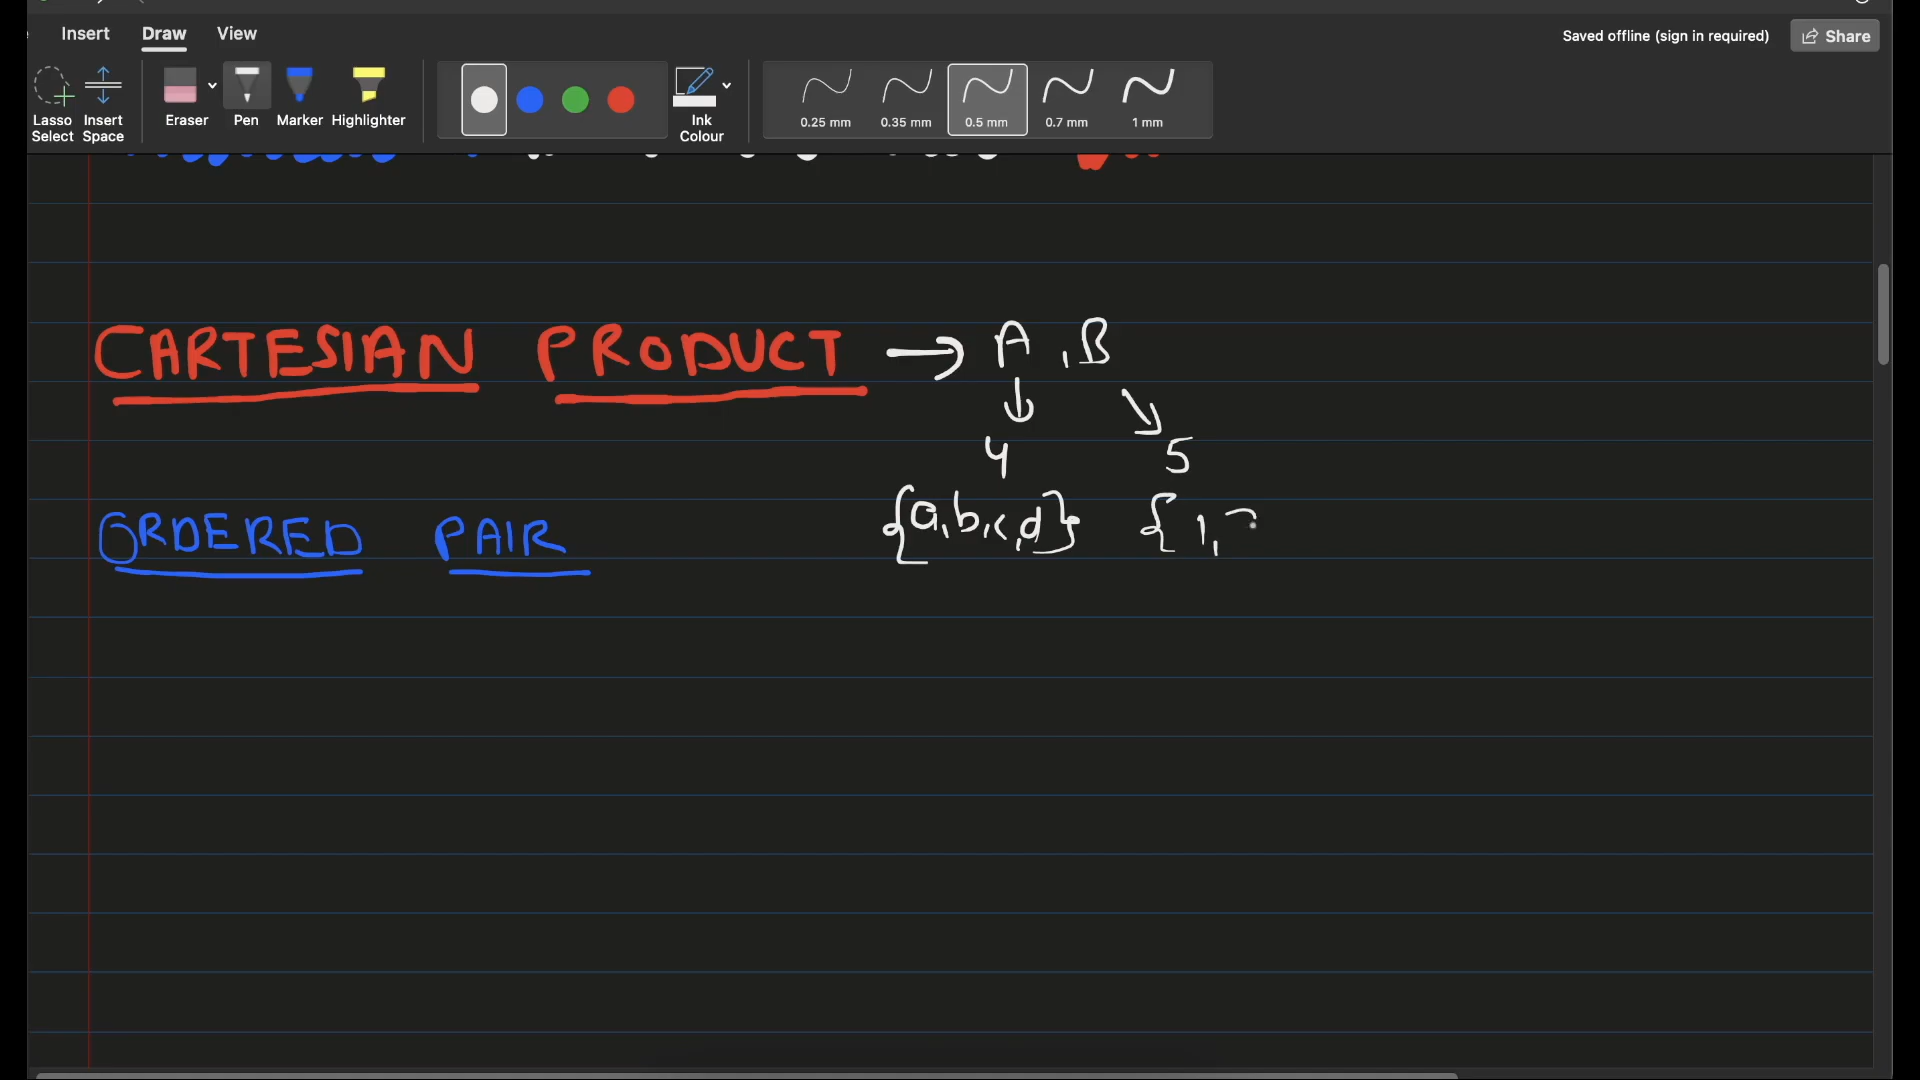 Insert Draw View
Saved offline (sign in required) Share
Lasso Select Insert Space Eraser Pen Marker Highlighter Ink Colour 0.25 mm 0.35 mm 0.5 mm 0.7 mm 1 mm
CARTESIAN PRODUCT → A , B
↓ ↘
4 5
{a,b,c,d} { 1,
ORDERED PAIR